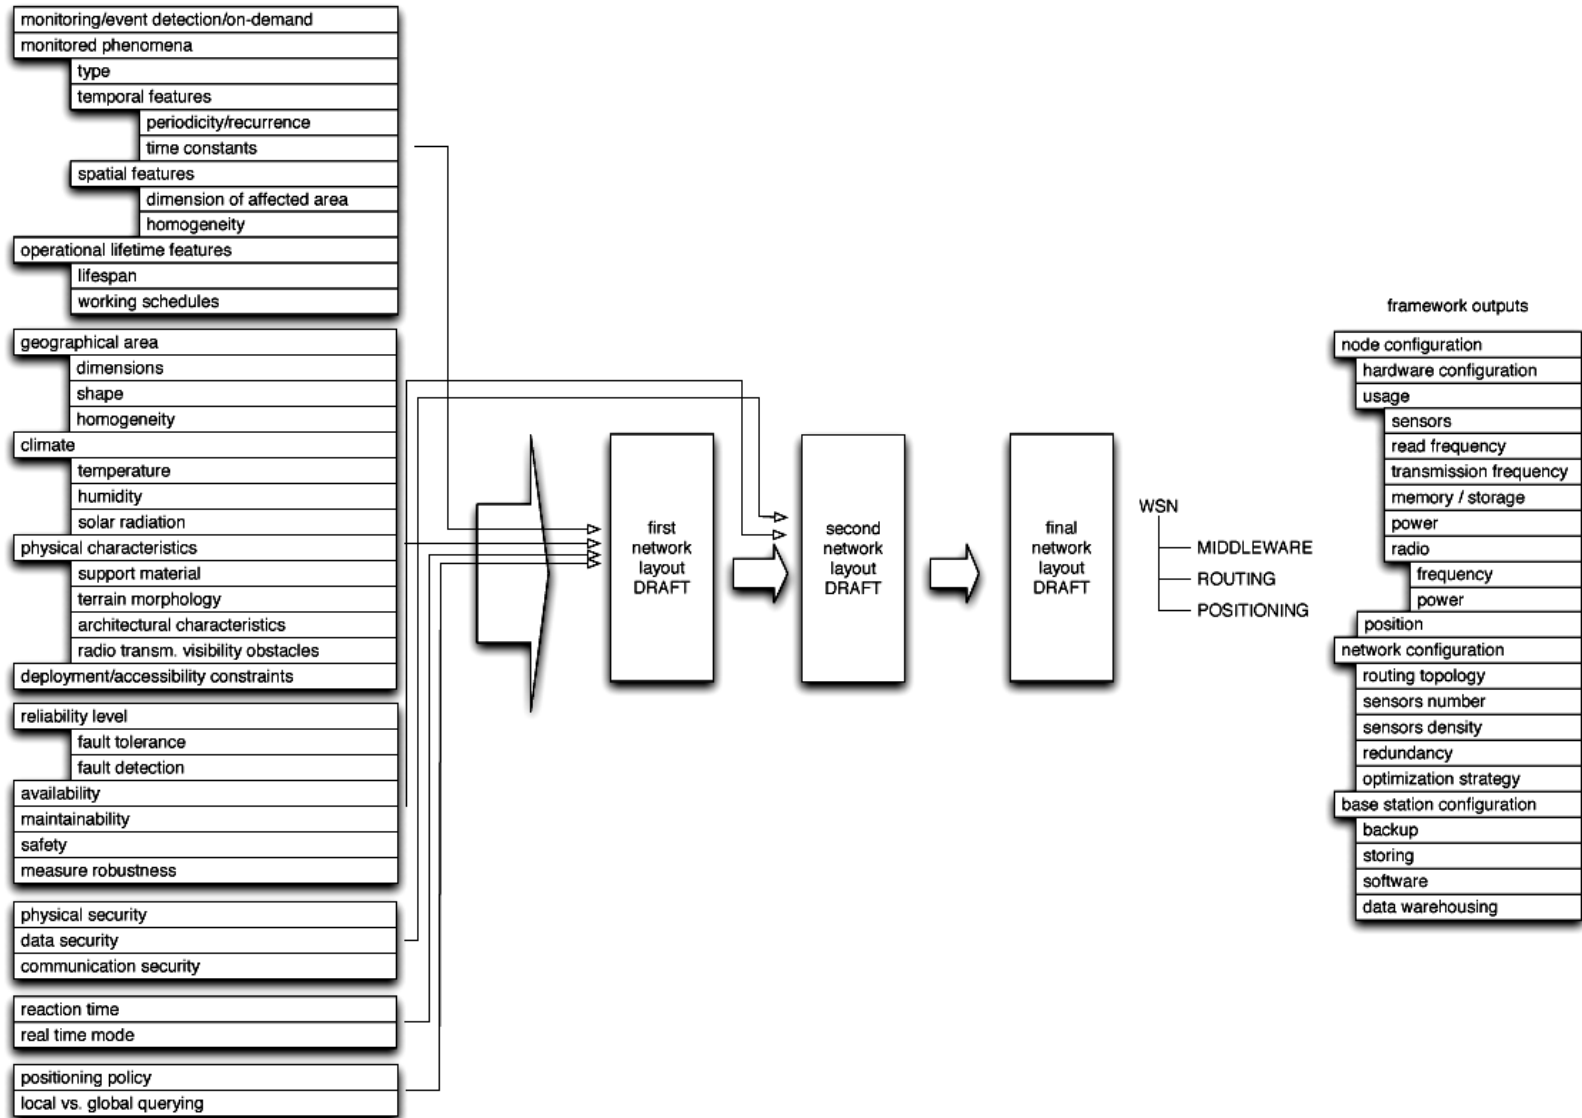 monitoring/event detection/on-demand
monitored phenomena
type
temporal features
periodicity/recurrence
time constants
spatial features
dimension of affected area
homogeneity
operational lifetime features
lifespan
working schedules
geographical area
dimensions
shape
homogeneity
climate
temperature
humidity
solar radiation
physical characteristics
support material
terrain morphology
architectural characteristics
radio transm. visibility obstacles
deployment/accessibility constraints
reliability level
fault tolerance
fault detection
availability
maintainability
safety
measure robustness
physical security
data security
communication security
reaction time
real time mode
positioning policy
local vs. global querying
first
network
layout
DRAFT
second
network
layout
DRAFT
final
network
layout
DRAFT
WSN
MIDDLEWARE
ROUTING
POSITIONING
framework outputs
node configuration
hardware configuration
usage
sensors
read frequency
transmission frequency
memory / storage
power
radio
frequency
power
position
network configuration
routing topology
sensors number
sensors density
redundancy
optimization strategy
base station configuration
backup
storing
software
data warehousing